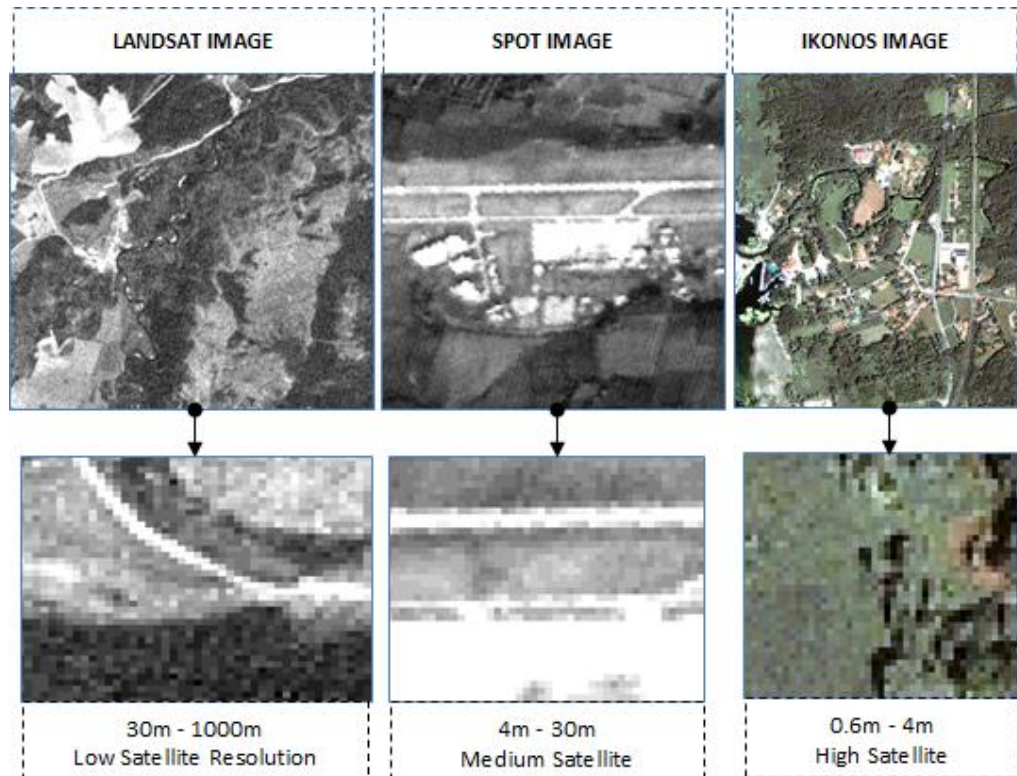 LANDSAT IMAGE
SPOT IMAGE
IKONOS IMAGE
30m - 1000m
Low Satellite Resolution
4m - 30m
Medium Satellite
0.6m - 4m
High Satellite